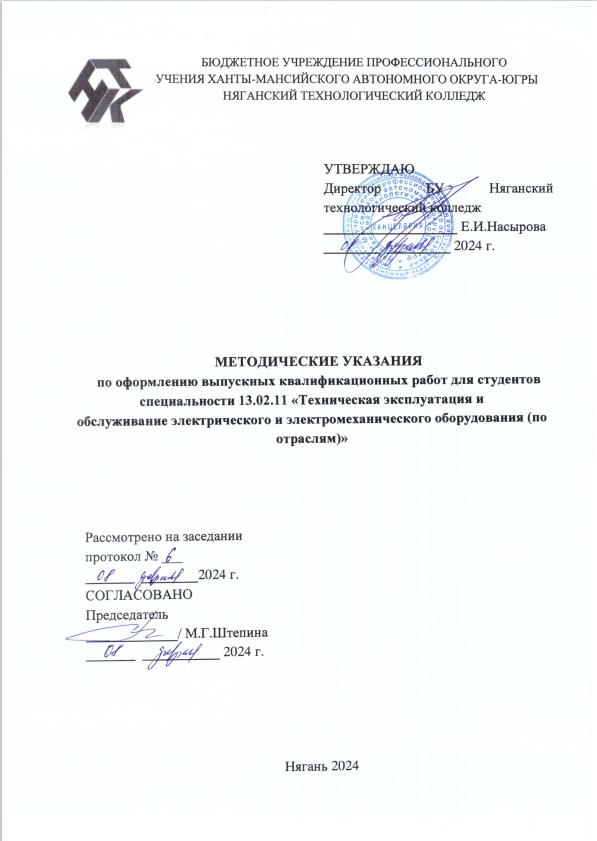 БЮДЖЕТНОЕ УЧРЕЖДЕНИЕ ПРОФЕССИОНАЛЬНОГО
УЧЕНИЯ ХАНТЫ-МАНСИЙСКОГО АВТОНОМНОГО ОКРУГА-ЮГРЫ
НЯГАНСКИЙ ТЕХНОЛОГИЧЕСКИЙ КОЛЛЕДЖ
УТВЕРЖДАЮ
Директор БУ Няганский
технологический колледж
Е.И.Насырова
КАНЦЕЛЯРИЯ
08 февраля 2024 г.
МЕТОДИЧЕСКИЕ УКАЗАНИЯ
по оформлению выпускных квалификационных работ для студентов
специальности 13.02.11 «Техническая эксплуатация и
обслуживание электрического и электромеханического оборудования (по
отраслям)»
Рассмотрено на заседании
протокол № 6
08 февраля 2024 г.
СОГЛАСОВАНО
Председатель
/ М.Г.Штепина
08 февраля 2024 г.
Нягань 2024